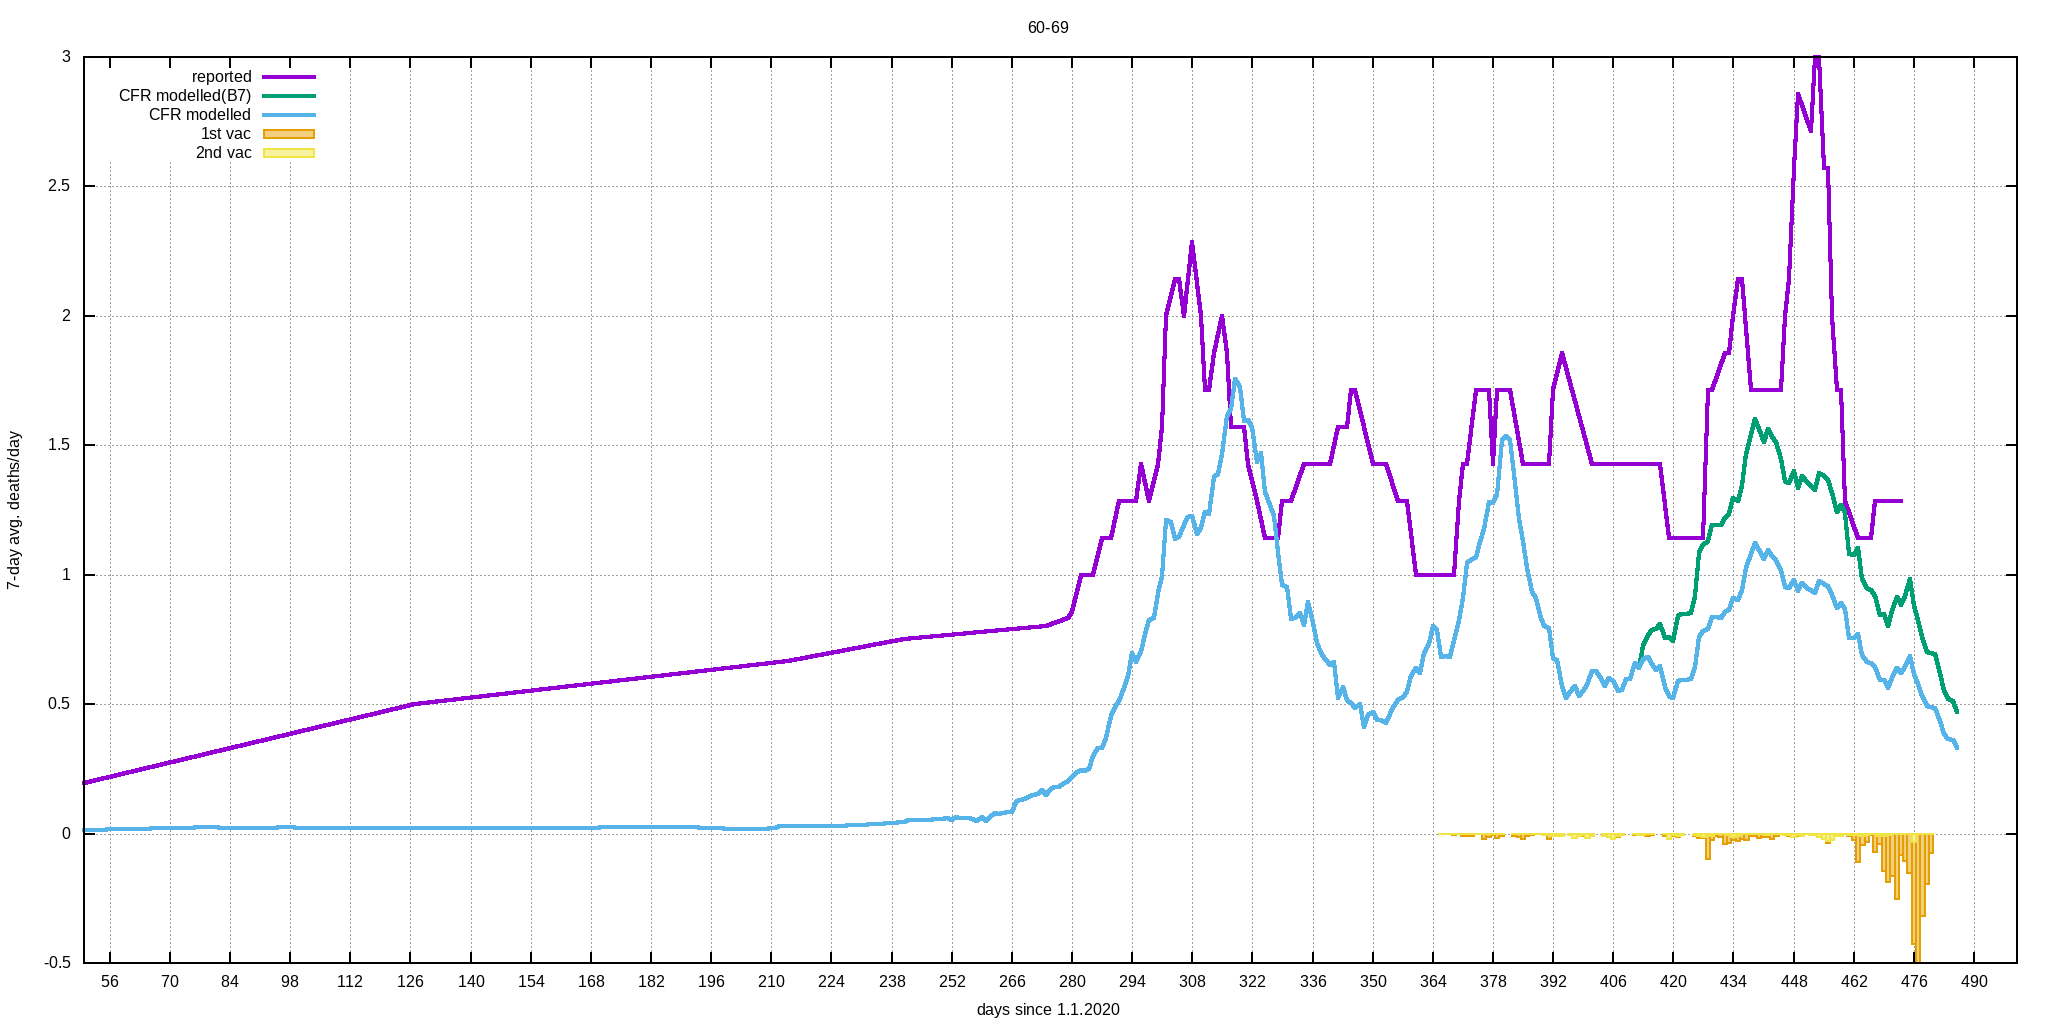 60-69
reported
CFR modelled(B7)
CFR modelled
1st vac
2nd vac
3
2.5
2
1.5
1
0.5
0
-0.5
7-day avg. deaths/day
56 70 84 98 112 126 140 154 168 182 196 210 224 238 252 266 280 294 308 322 336 350 364 378 392 406 420 434 448 462 476 490
days since 1.1.2020